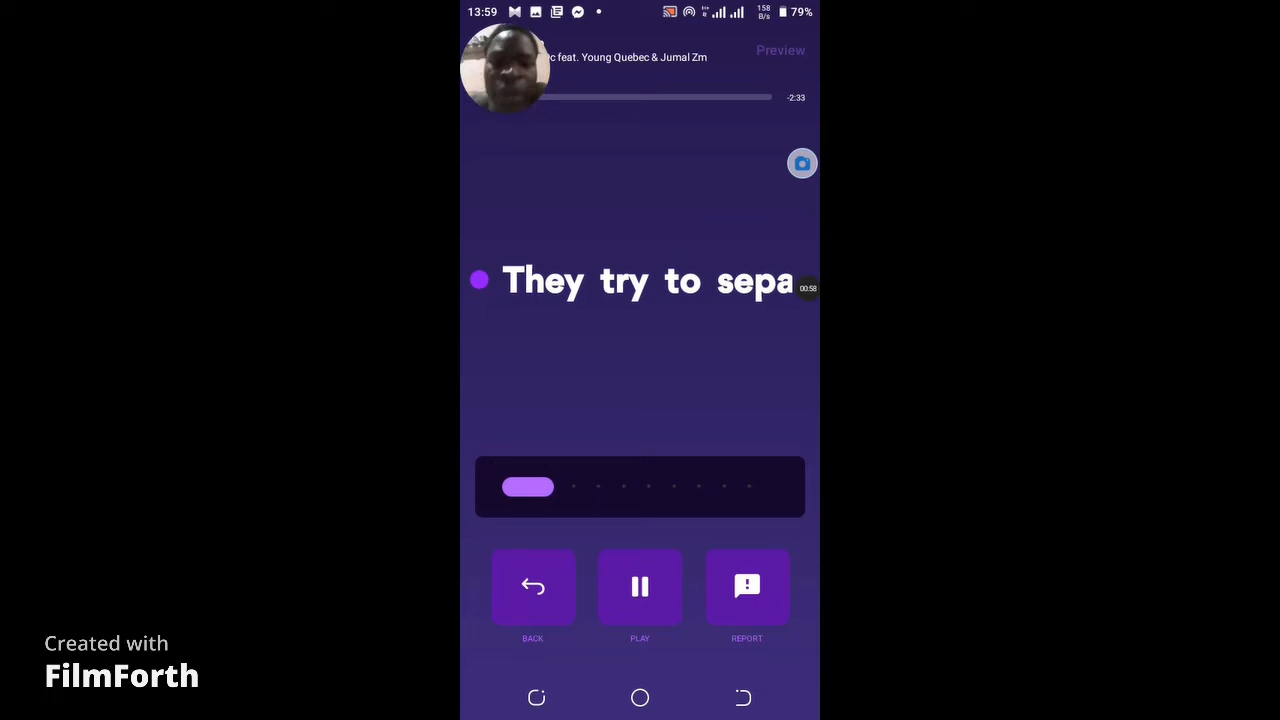 13:59
158
B/s
79%
Preview
feat. Young Quebec & Jumal Zm
-2:33
They try to sepa
00:58
BACK
PLAY
REPORT
Created with
FilmForth